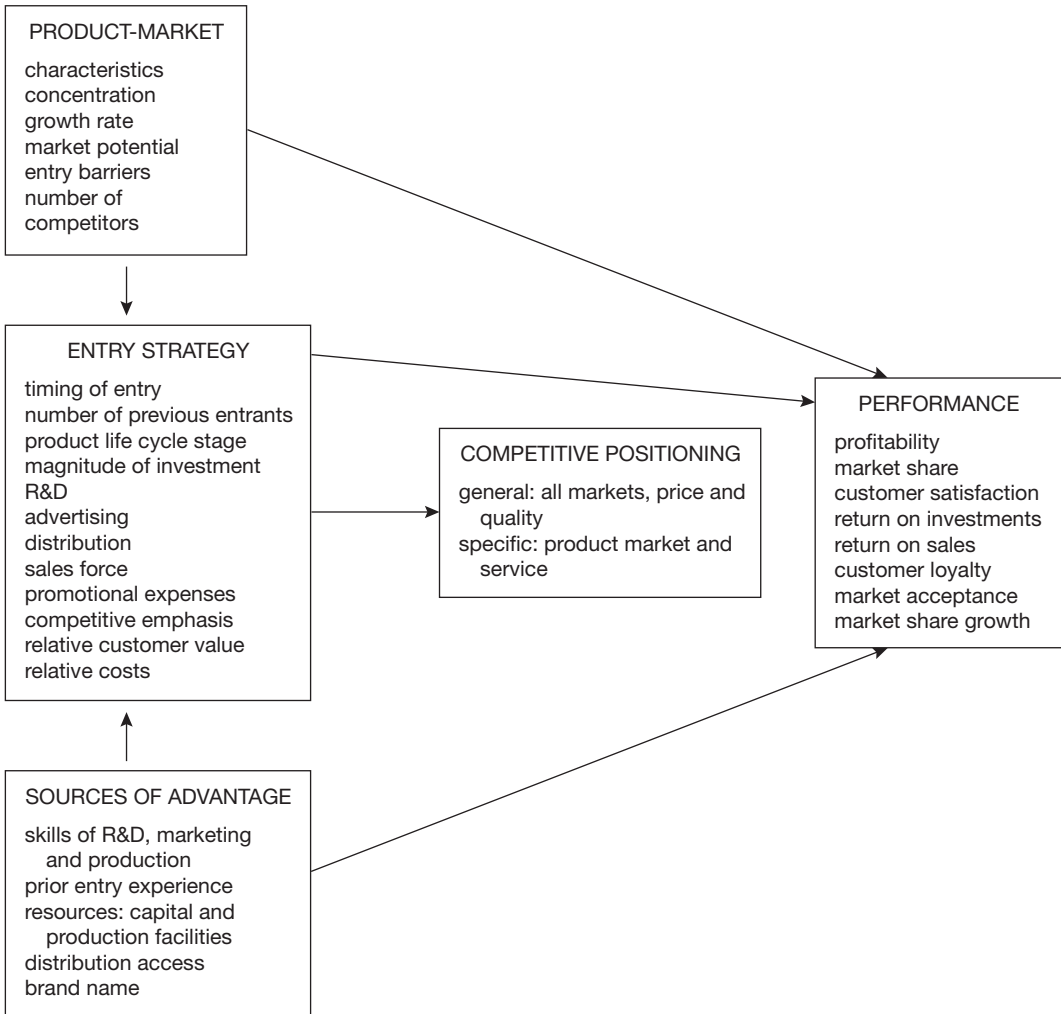 PRODUCT-MARKET
characteristics
concentration
growth rate
market potential
entry barriers
number of
competitors
ENTRY STRATEGY
timing of entry
number of previous entrants
product life cycle stage
magnitude of investment
R&D
advertising
distribution
sales force
promotional expenses
competitive emphasis
relative customer value
relative costs
COMPETITIVE POSITIONING
general: all markets, price and
quality
specific: product market and
service
PERFORMANCE
profitability
market share
customer satisfaction
return on investments
return on sales
customer loyalty
market acceptance
market share growth
SOURCES OF ADVANTAGE
skills of R&D, marketing
and production
prior entry experience
resources: capital and
production facilities
distribution access
brand name